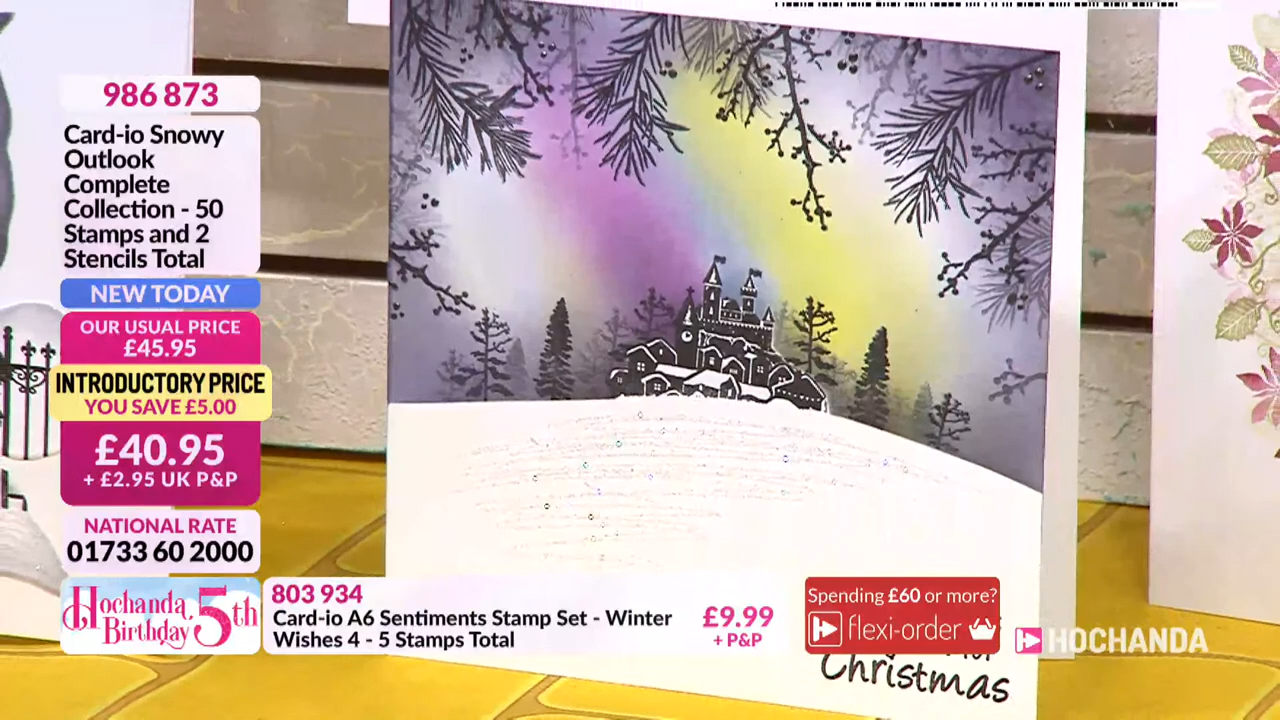 986 873
Card-io Snowy
Outlook
Complete
Collection - 50
Stamps and 2
Stencils Total
NEW TODAY
OUR USUAL PRICE
£45.95
INTRODUCTORY PRICE
YOU SAVE £5.00
£40.95
+ £2.95 UK P&P
NATIONAL RATE
01733 60 2000
Hochanda 5th
Birthday
803 934
Card-io A6 Sentiments Stamp Set - Winter
Wishes 4 - 5 Stamps Total
£9.99
+ P&P
Spending £60 or more?
flexi-order
HOCHANDA
Christmas